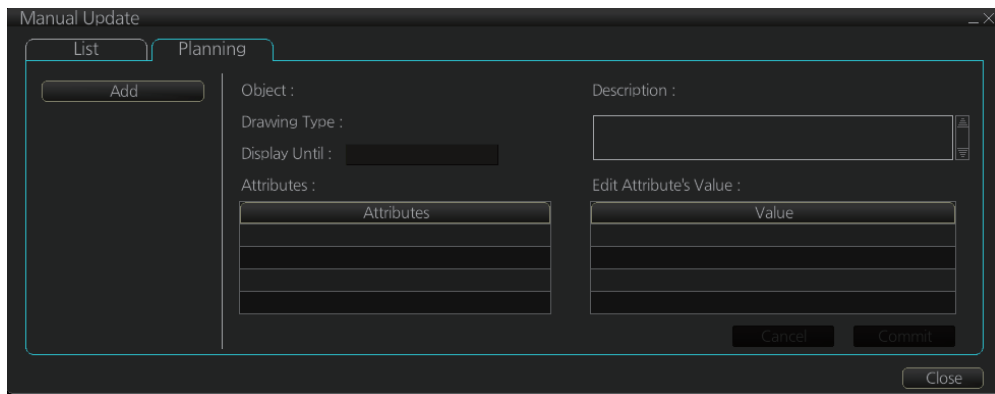 Manual Update
List Planning
Add
Object :
Description :
Drawing Type :
Display Until :
Attributes :
Edit Attribute's Value :
Attributes
Value
Cancel Commit
Close